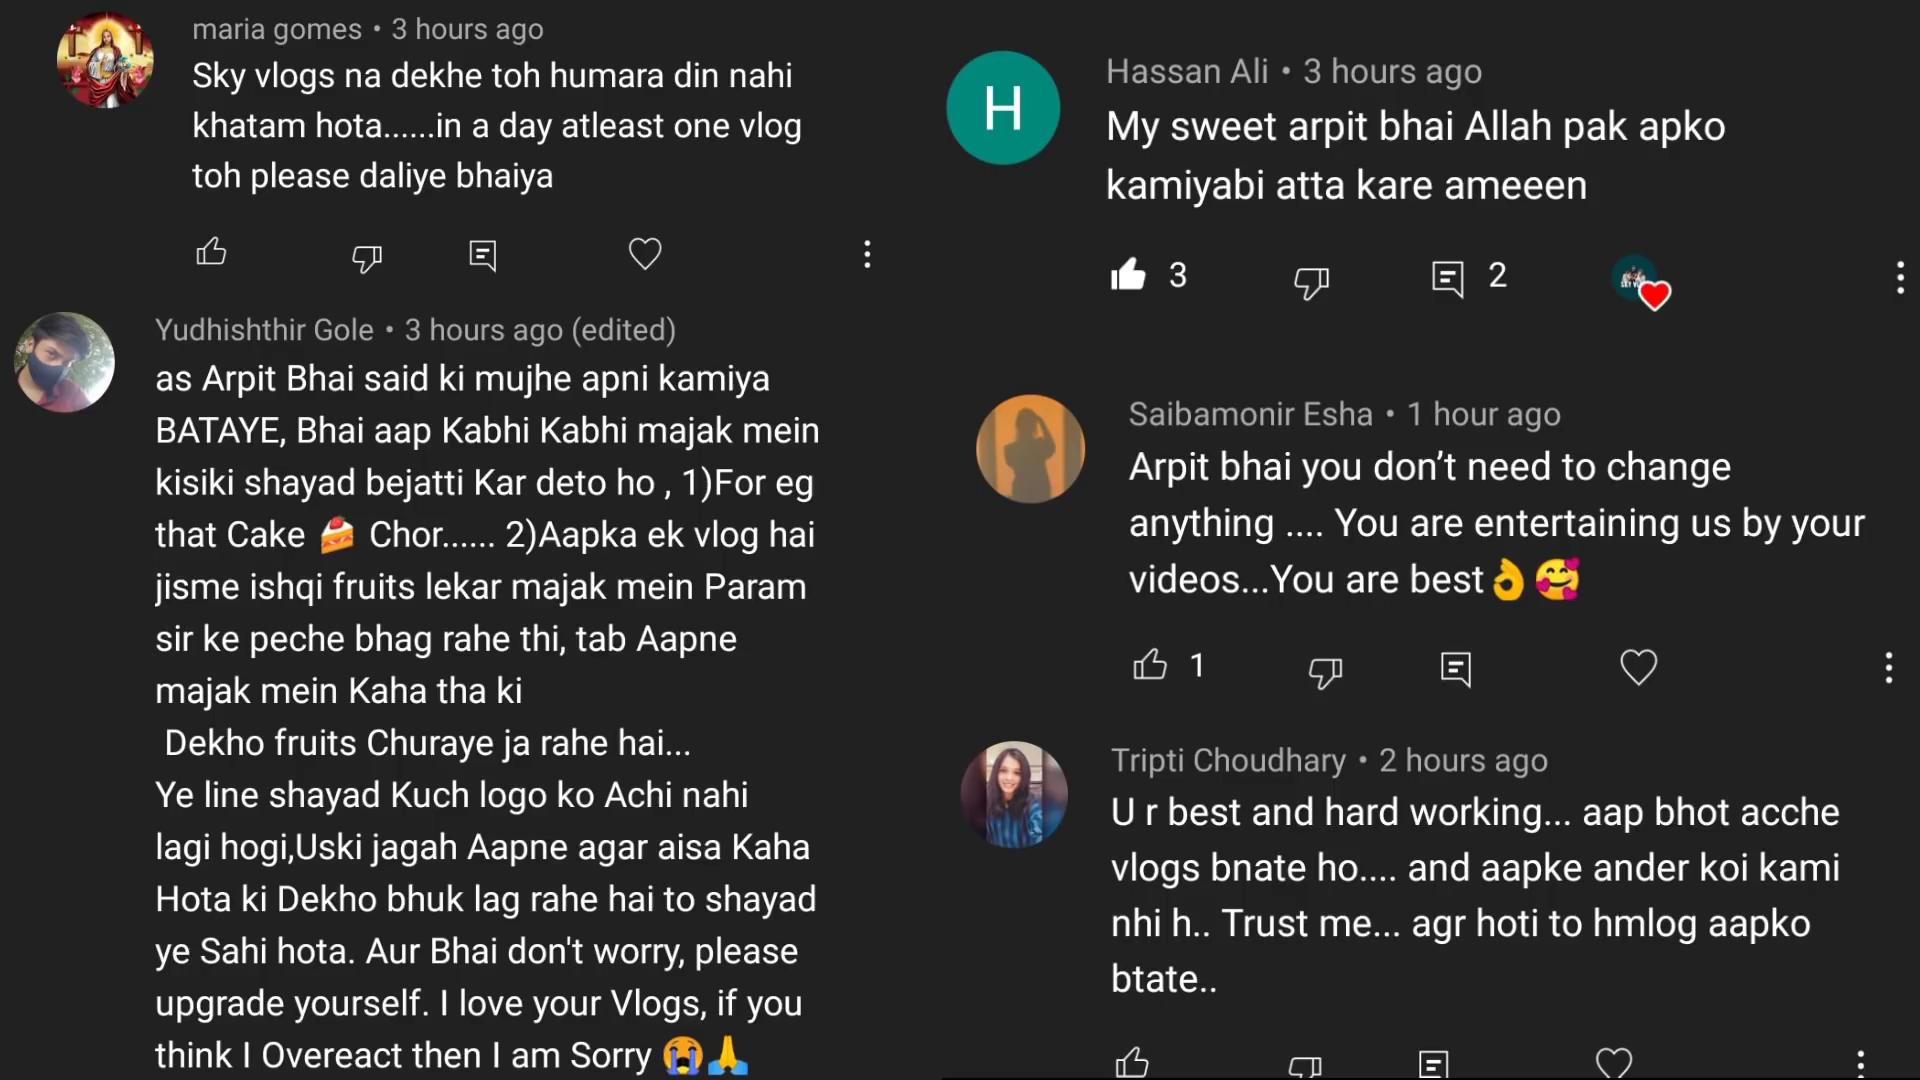 maria gomes • 3 hours ago
Sky vlogs na dekhe toh humara din nahi
khatam hota......in a day atleast one vlog
toh please daliye bhaiya
Yudhishthir Gole • 3 hours ago (edited)
as Arpit Bhai said ki mujhe apni kamiya
BATAYE, Bhai aap Kabhi Kabhi majak mein
kisiki shayad bejatti Kar deto ho , 1)For eg
that Cake 🍰 Chor...... 2)Aapka ek vlog hai
jisme ishqi fruits lekar majak mein Param
sir ke peche bhag rahe thi, tab Aapne
majak mein Kaha tha ki
Dekho fruits Churaye ja rahe hai...
Ye line shayad Kuch logo ko Achi nahi
lagi hogi,Uski jagah Aapne agar aisa Kaha
Hota ki Dekho bhuk lag rahe hai to shayad
ye Sahi hota. Aur Bhai don't worry, please
upgrade yourself. I love your Vlogs, if you
think I Overeact then I am Sorry 😭🙏
H
Hassan Ali • 3 hours ago
My sweet arpit bhai Allah pak apko
kamiyabi atta kare ameeen
3 2
Saibamonir Esha • 1 hour ago
Arpit bhai you don’t need to change
anything .... You are entertaining us by your
videos...You are best👌🥰
1
Tripti Choudhary • 2 hours ago
U r best and hard working... aap bhot acche
vlogs bnate ho.... and aapke ander koi kami
nhi h.. Trust me... agr hoti to hmlog aapko
btate..